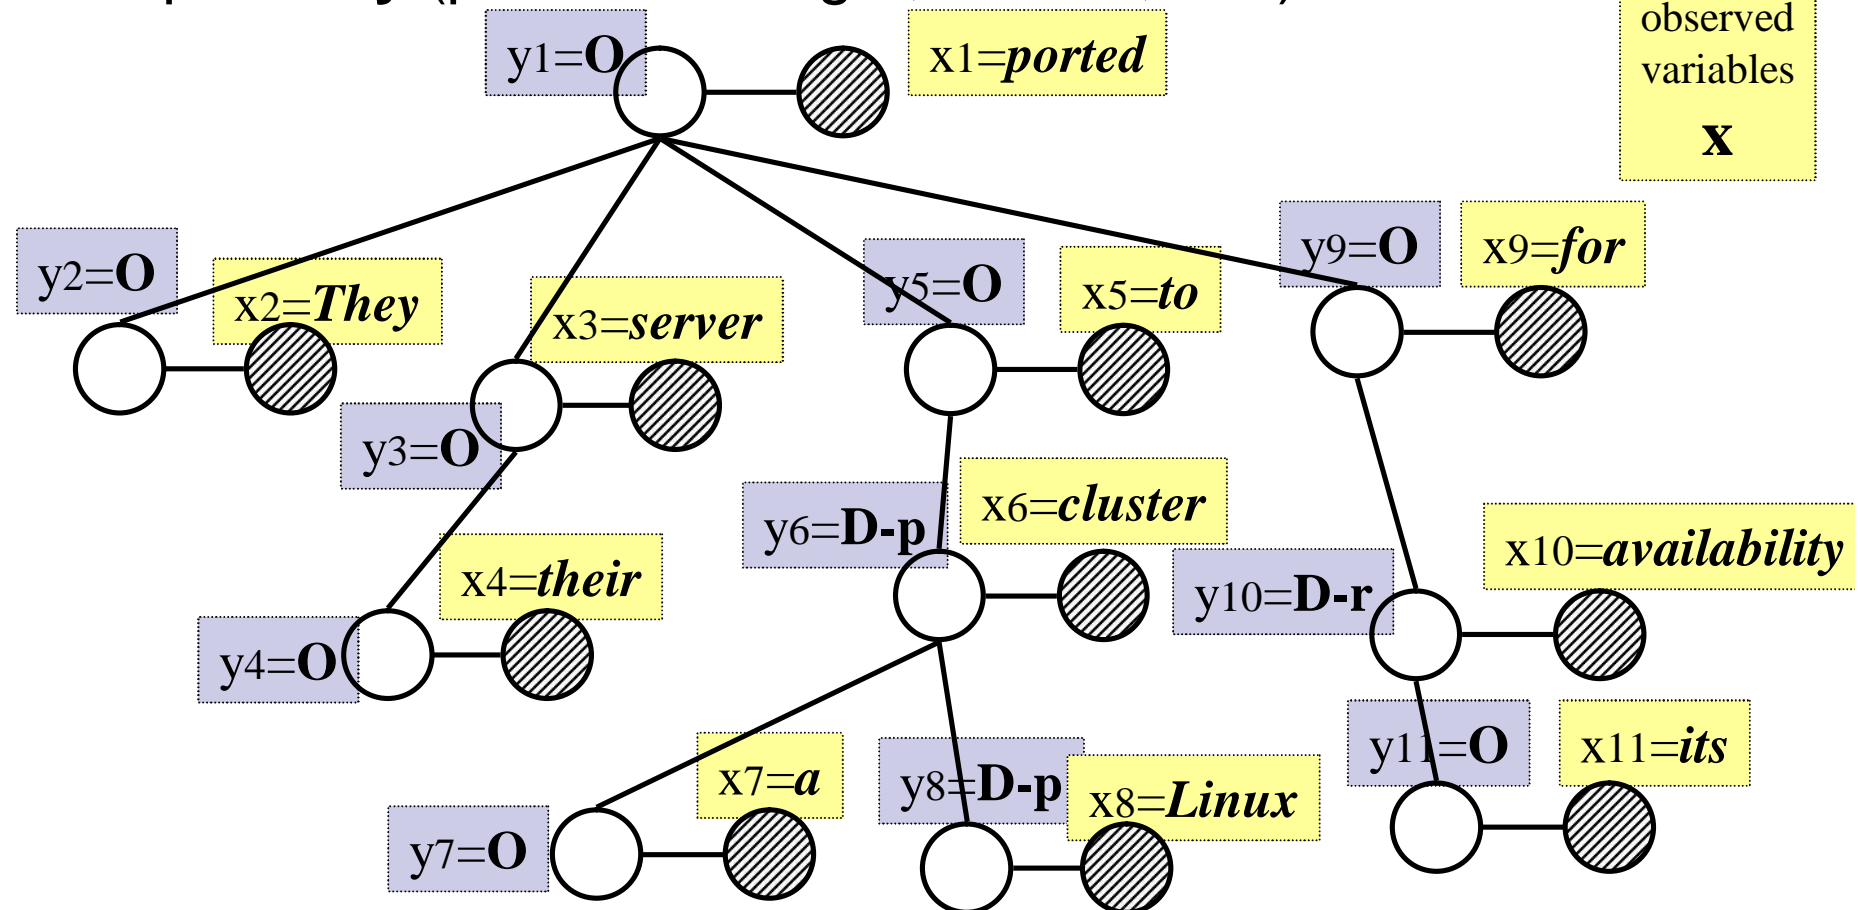 observed
variables
x
y1=O
x1=ported
y2=O
x2=They
x3=server
y3=O
y5=O
x5=to
y9=O
x9=for
x4=their
y4=O
y6=D-p
x6=cluster
y10=D-r
x10=availability
x7=a
y7=O
y8=D-p
x8=Linux
y11=O
x11=its